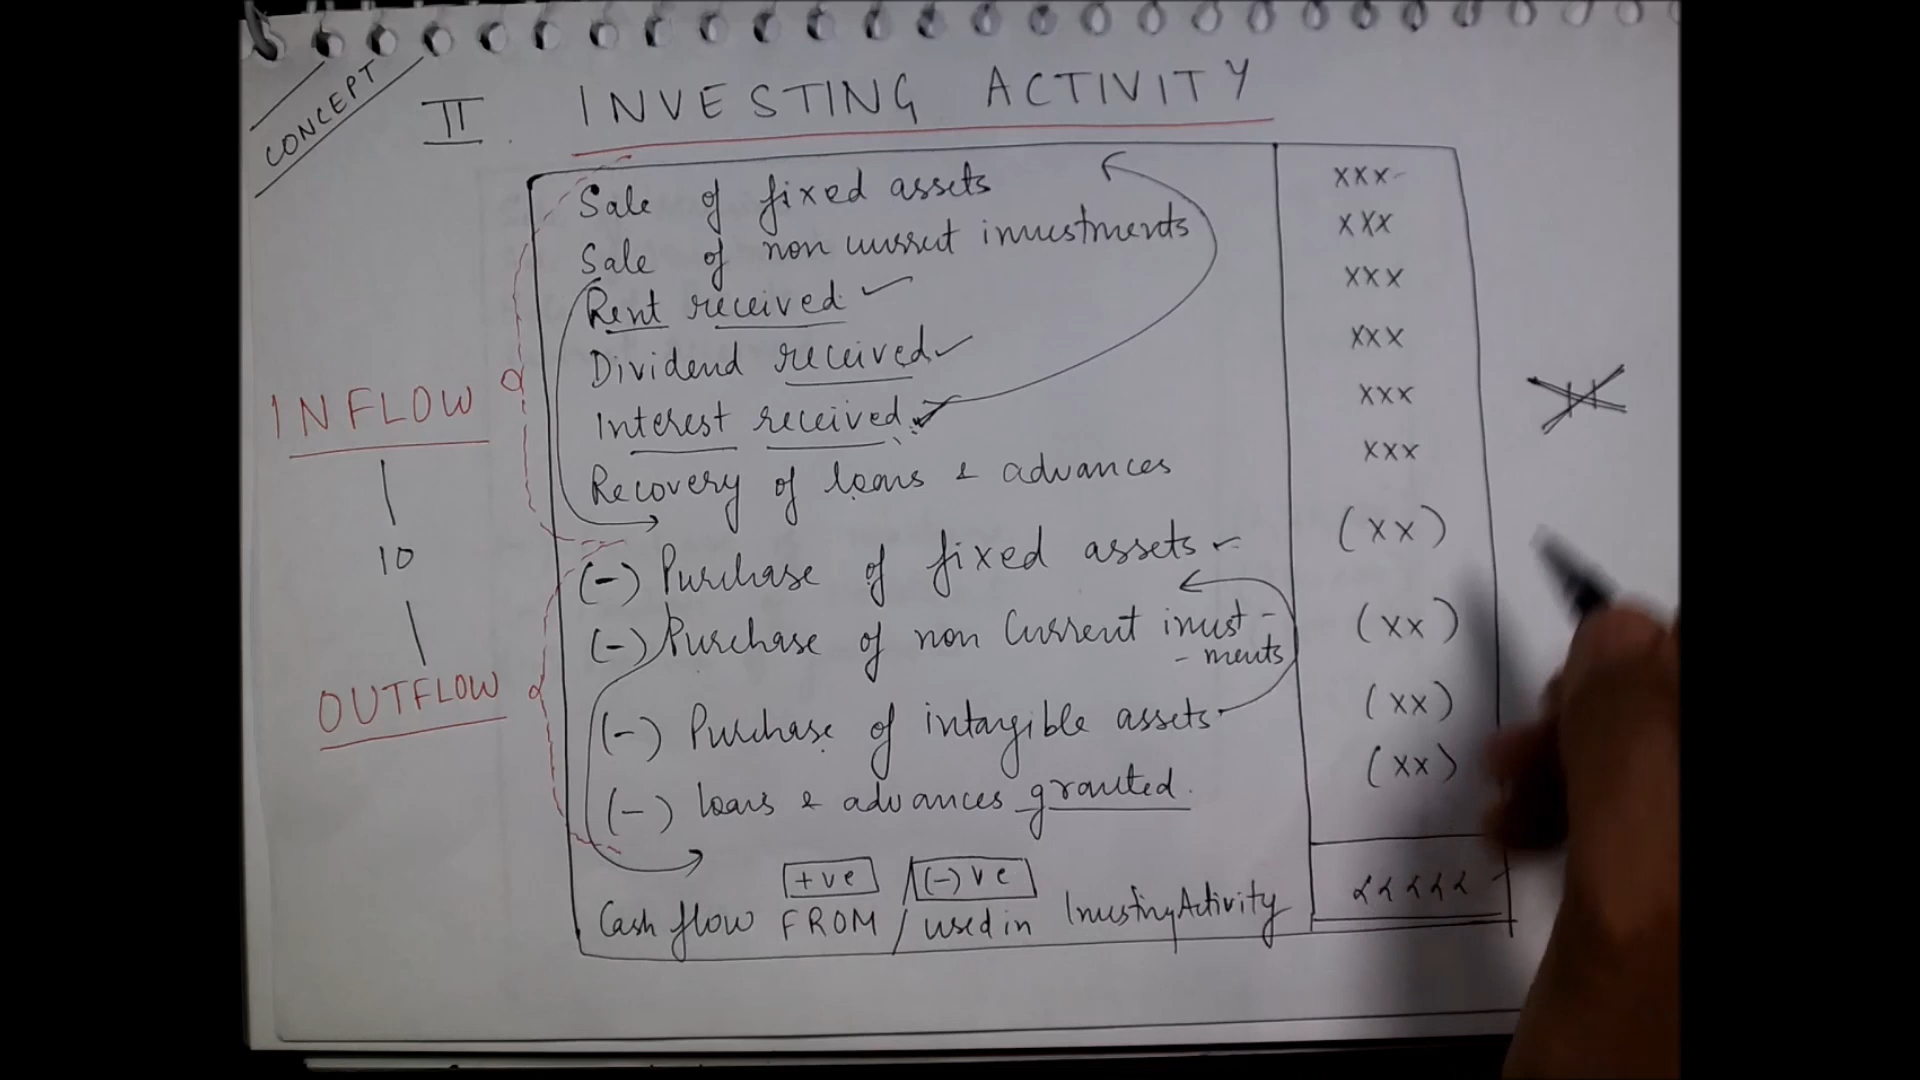 CONCEPT
II. INVESTING ACTIVITY
Sale of fixed assets xxx
Sale of non current investments xxx
Rent received xxx
Dividend received xxx
Interest received xxx
Recovery of loans & advances xxx
(-) Purchase of fixed assets (xx)
(-) Purchase of non Current invest-
-ments (xx)
(-) Purchase of intangible assets (xx)
(-) loans & advances granted. (xx)
+ve / (-)ve
Cash flow FROM / used in Investing Activity
INFLOW
10
OUTFLOW